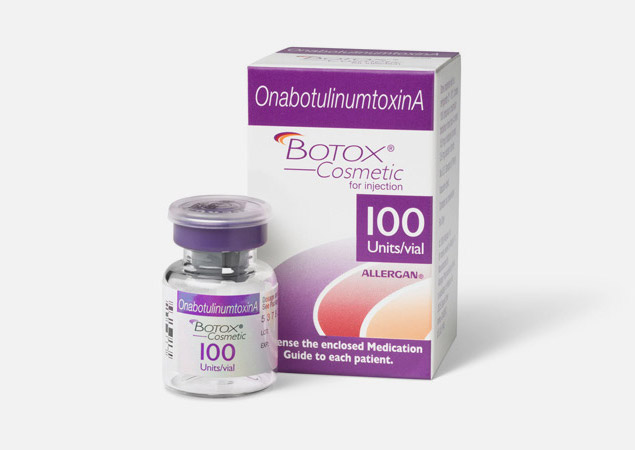 OnabotulinumtoxinA
OnabotulinumtoxinA
BOTOX®
Cosmetic
for injection
100
Units/vial
ALLERGAN®
ense the enclosed Medication
Guide to each patient.
OnabotulinumtoxinA
BOTOX®
Cosmetic
100
Units/vial